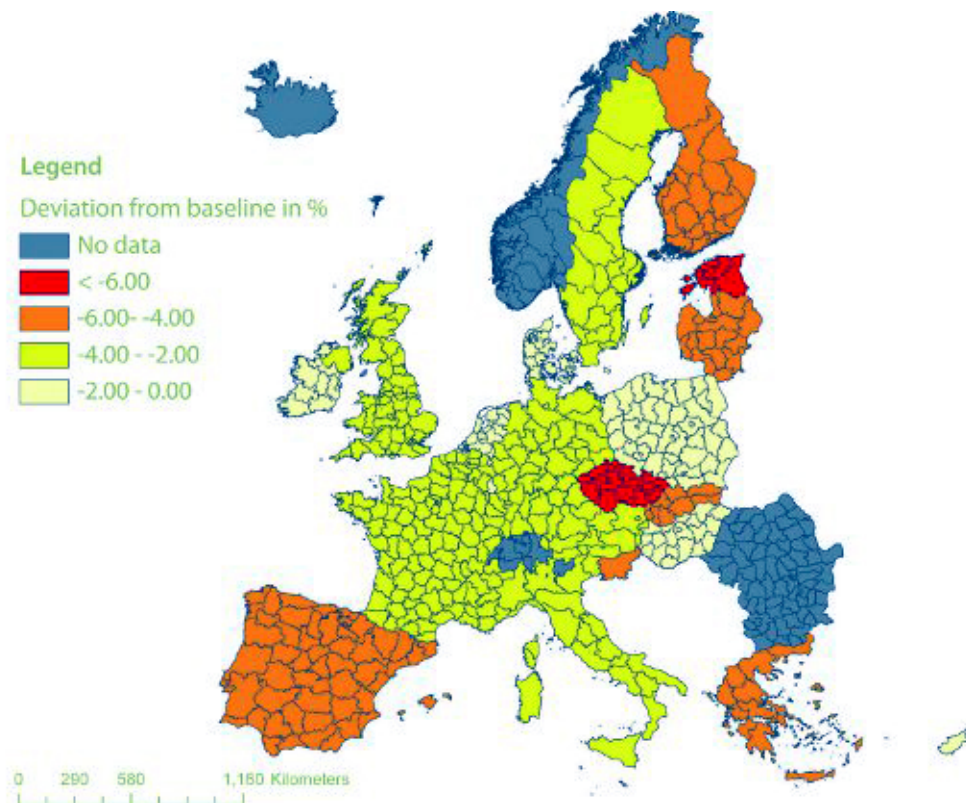 Legend
Deviation from baseline in %
No data
< -6.00
-6.00- -4.00
-4.00 - -2.00
-2.00 - 0.00
0 290 580 1,160 Kilometers